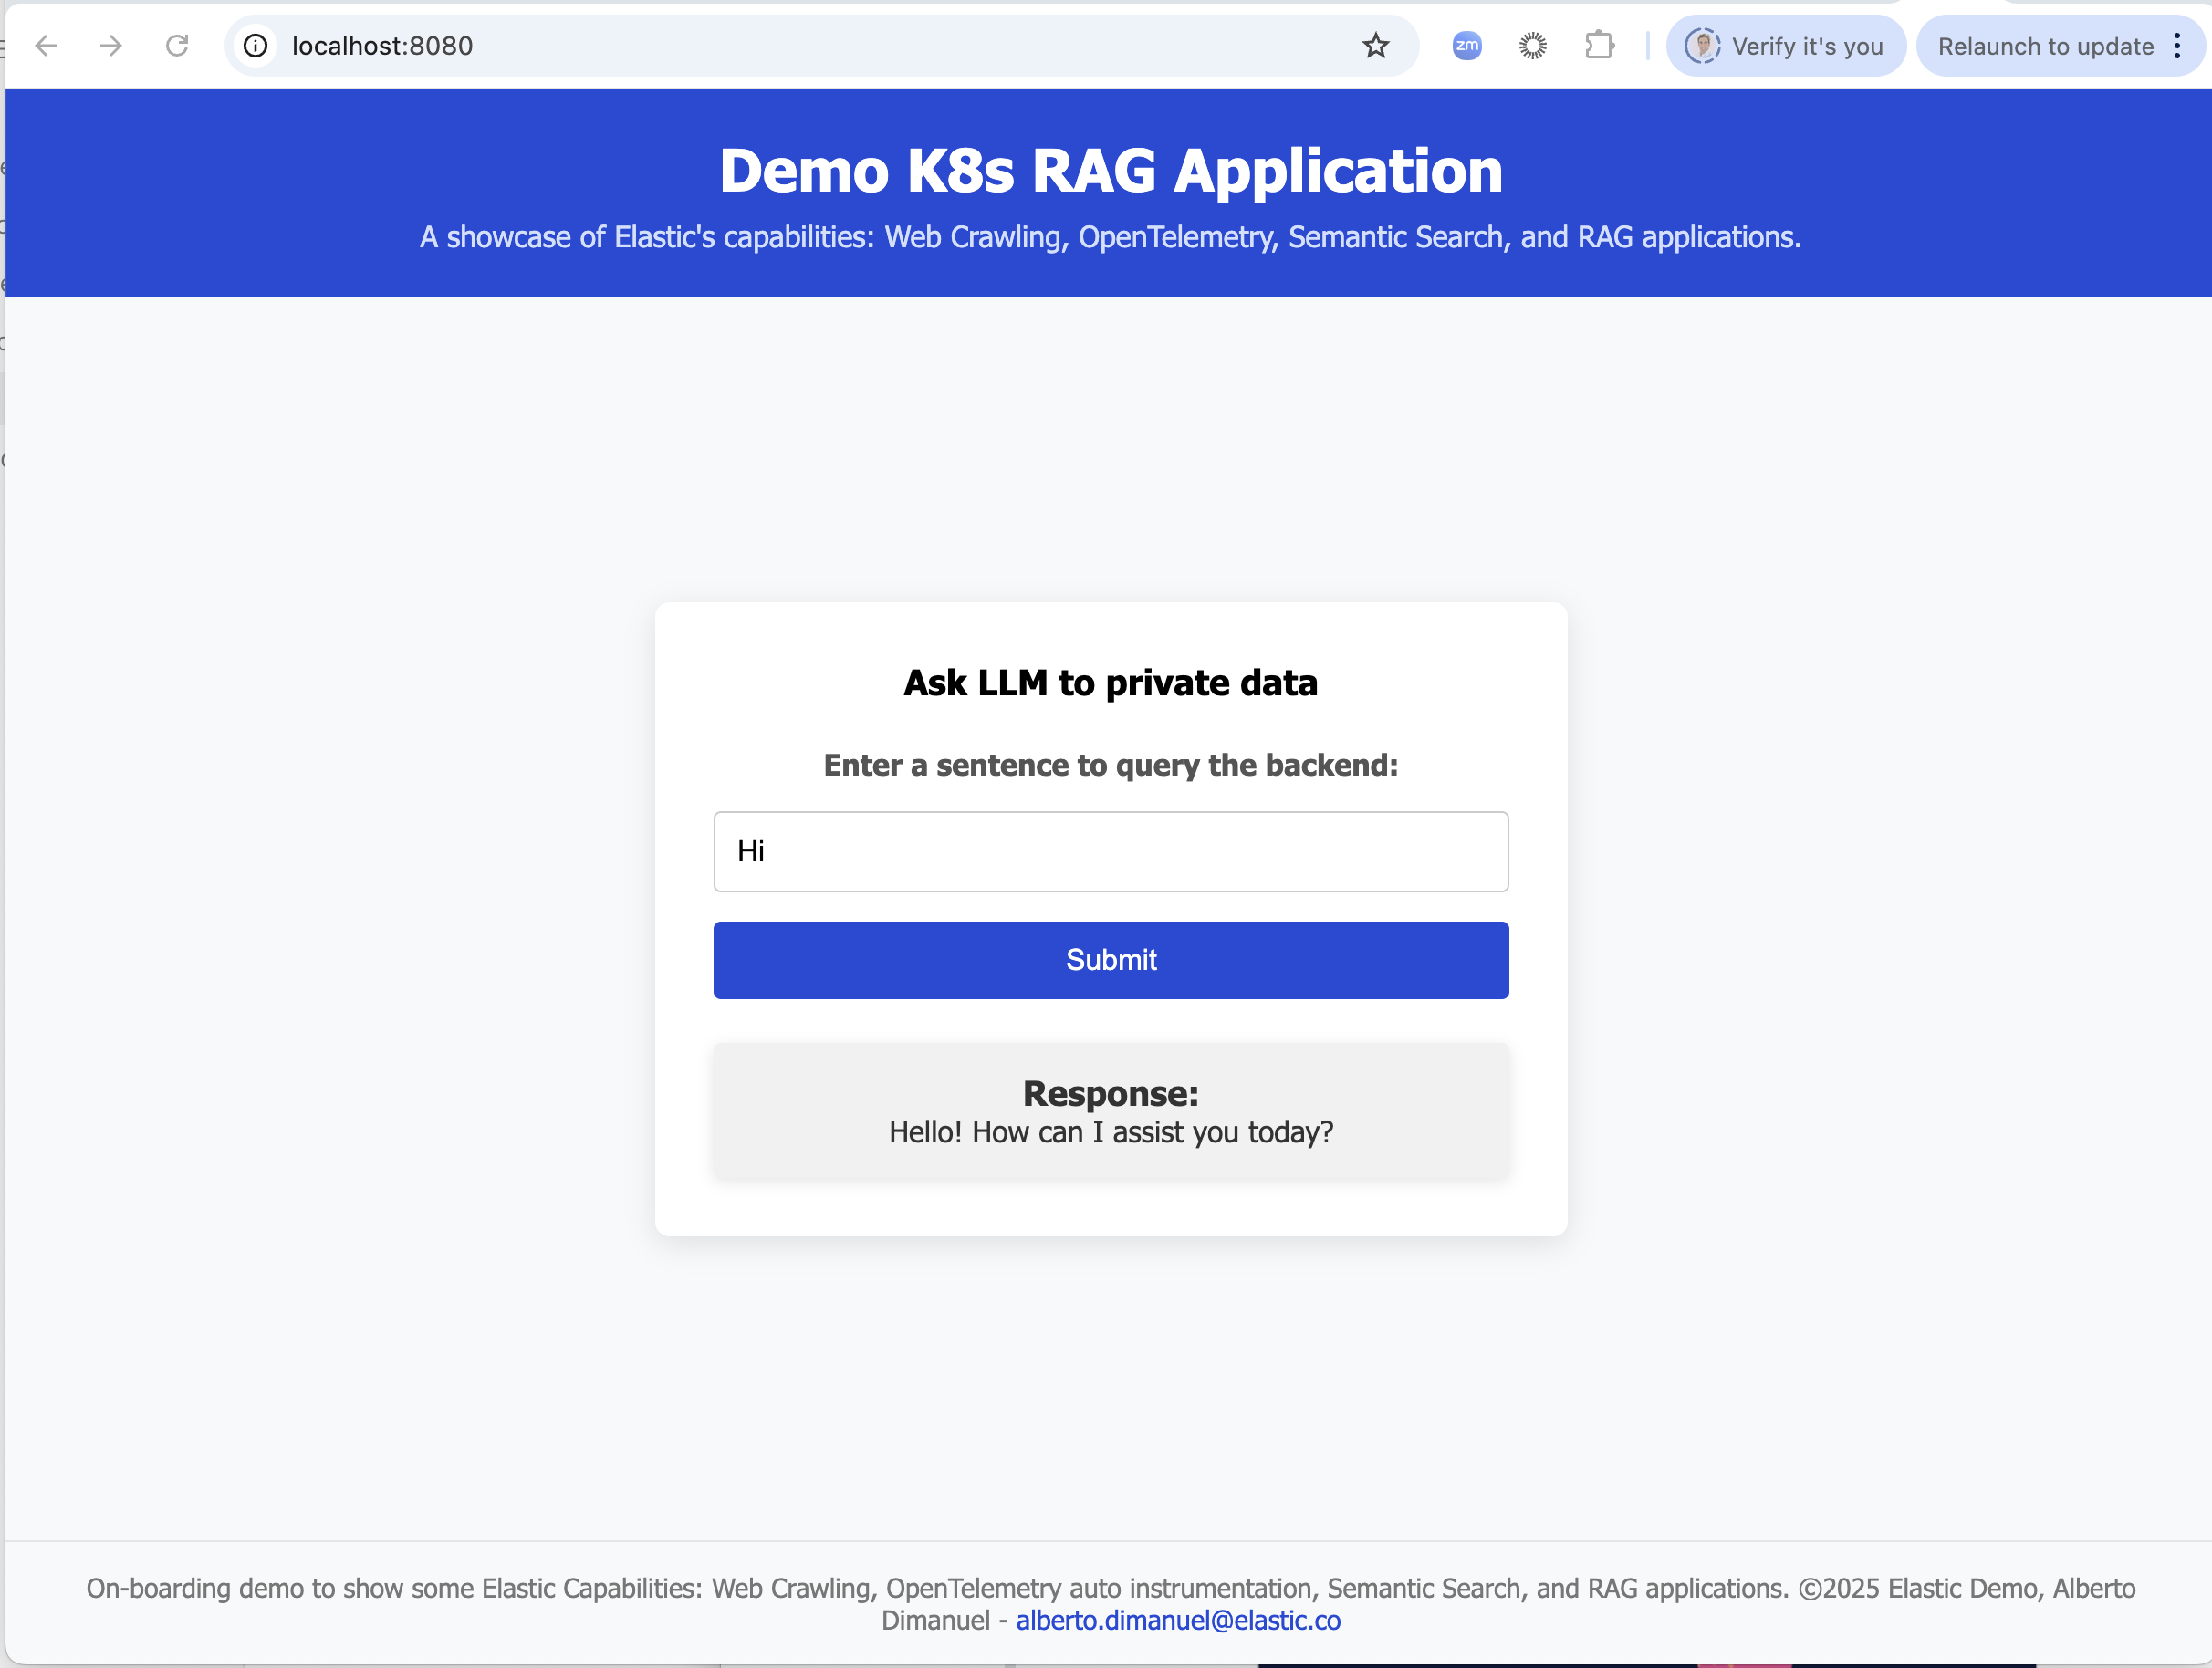 localhost:8080
zm
Verify it's you
Relaunch to update
Demo K8s RAG Application
A showcase of Elastic's capabilities: Web Crawling, OpenTelemetry, Semantic Search, and RAG applications.
Ask LLM to private data
Enter a sentence to query the backend:
Hi
Submit
Response:
Hello! How can I assist you today?
On-boarding demo to show some Elastic Capabilities: Web Crawling, OpenTelemetry auto instrumentation, Semantic Search, and RAG applications. ©2025 Elastic Demo, Alberto
Dimanuel - alberto.dimanuel@elastic.co